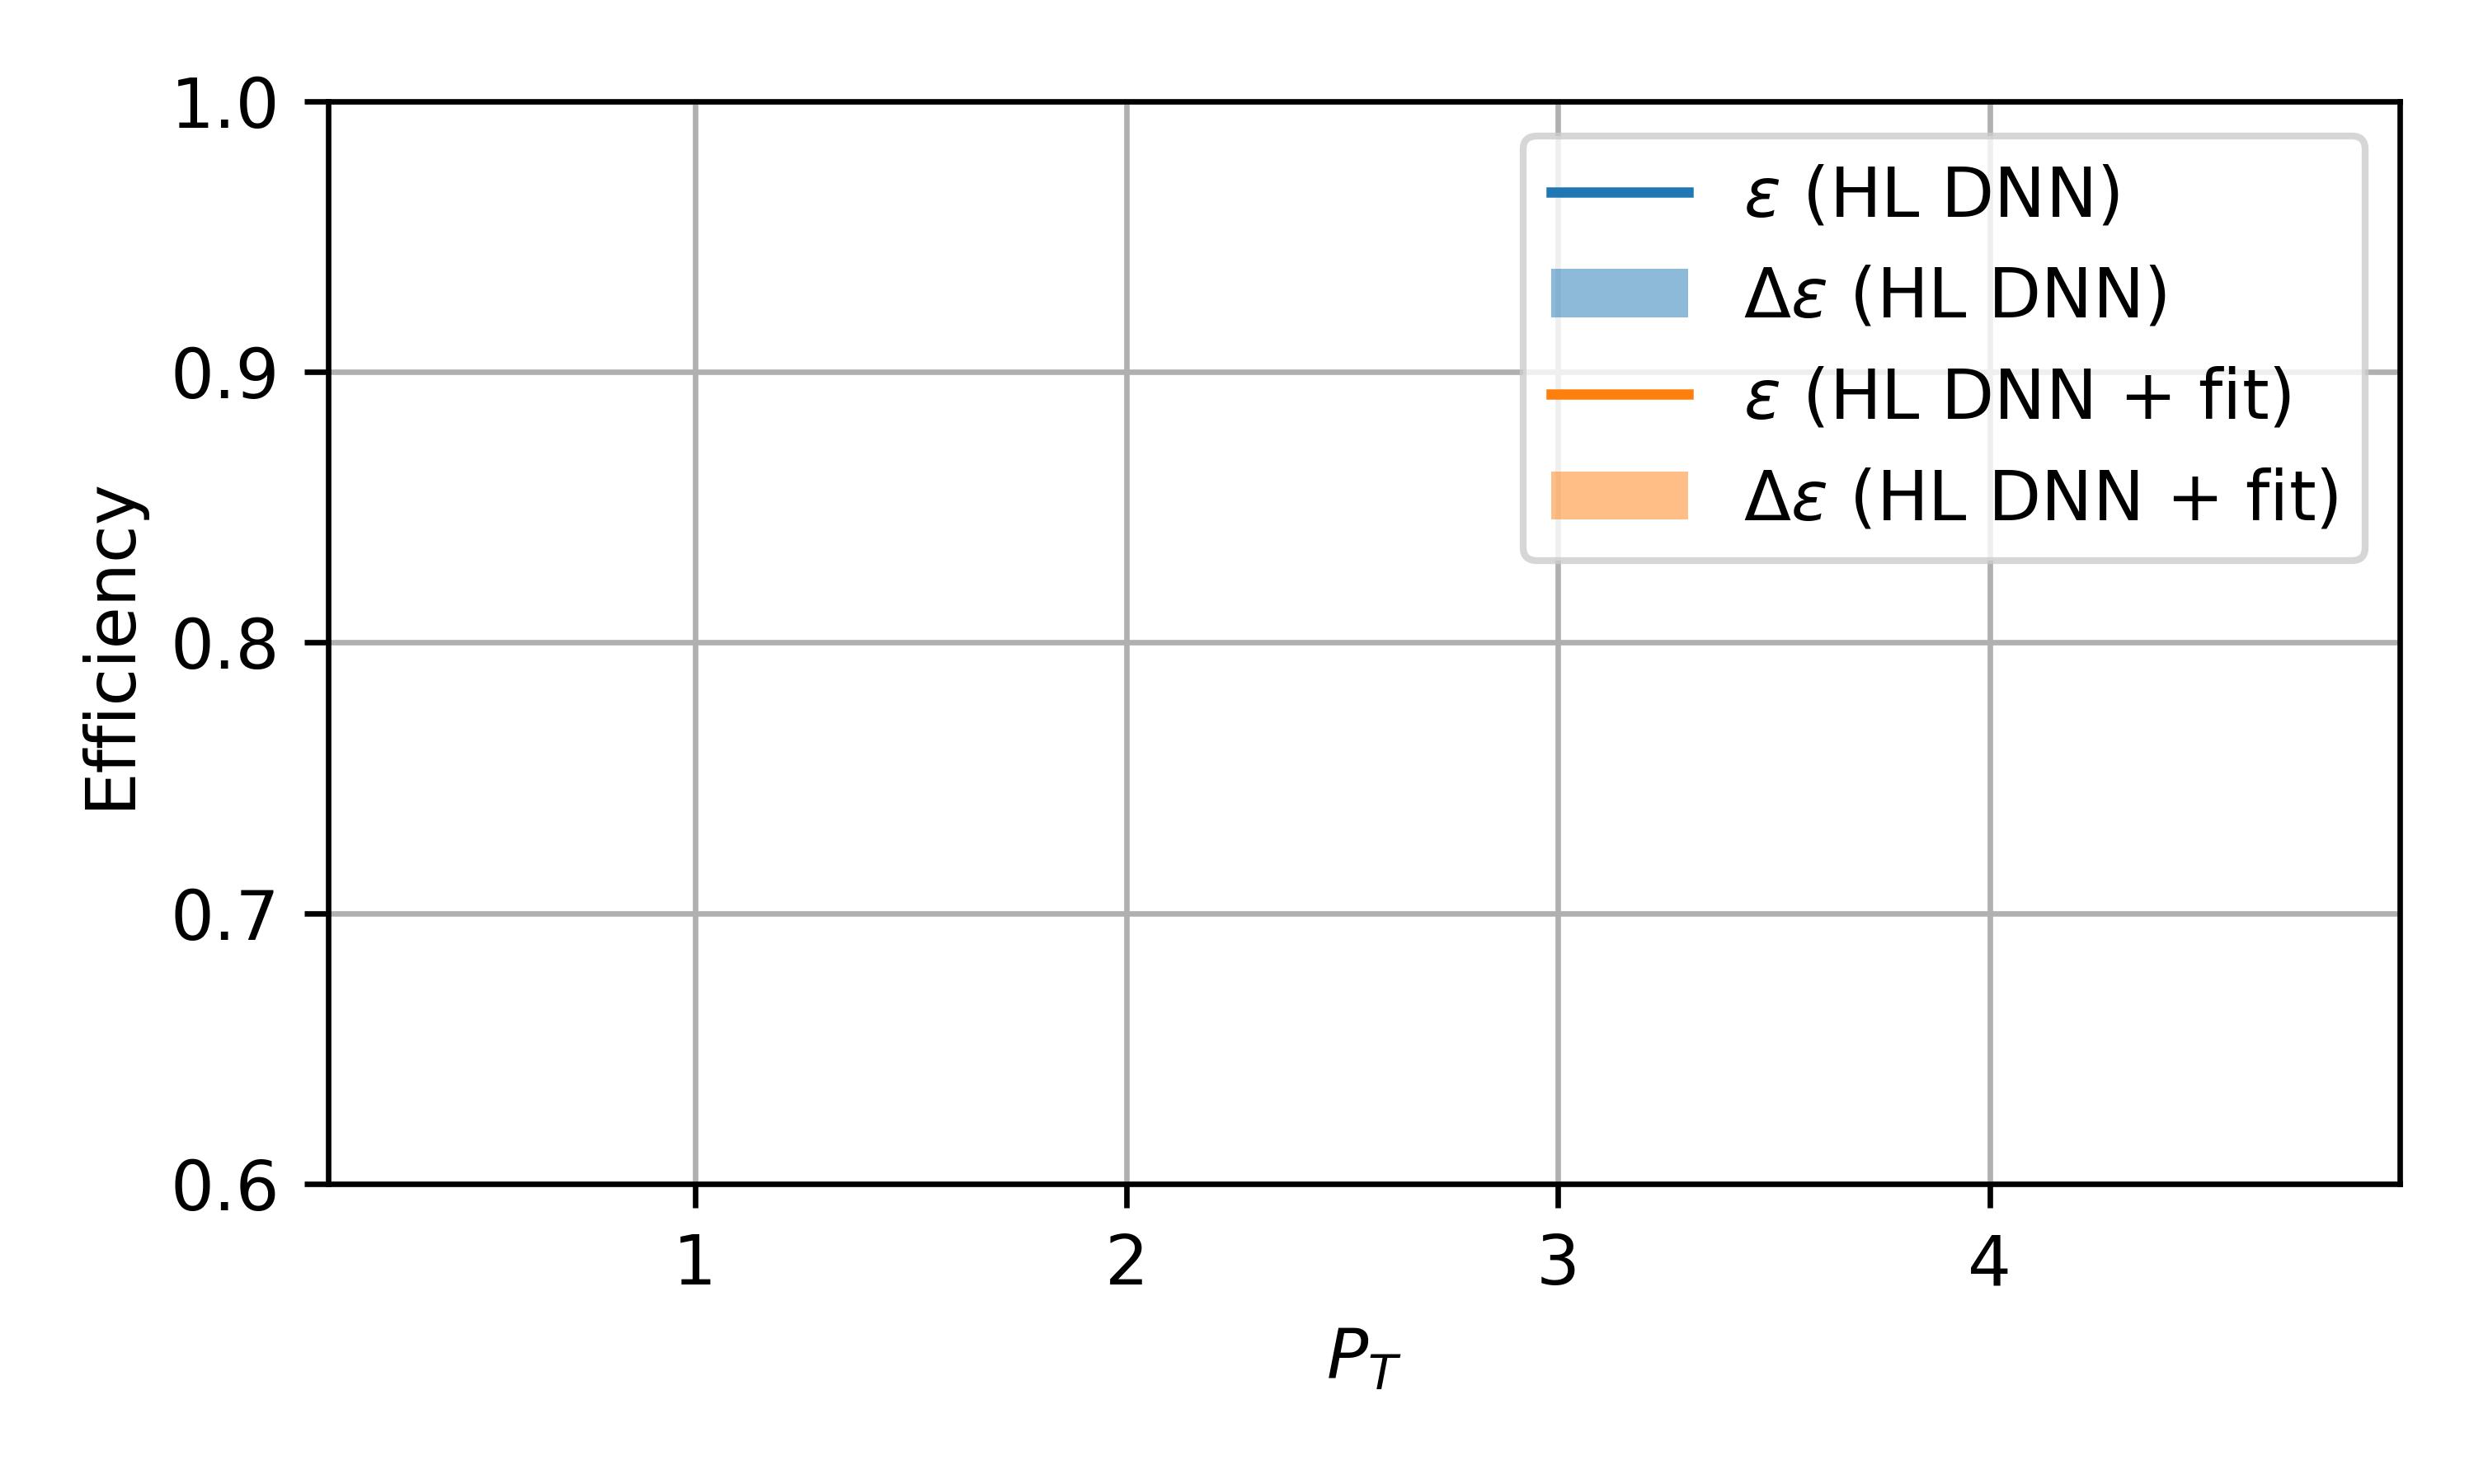 1.0
0.9
0.8
0.7
0.6
Efficiency
ε (HL DNN)
Δε (HL DNN)
ε (HL DNN + fit)
Δε (HL DNN + fit)
1 2 3 4
P_T